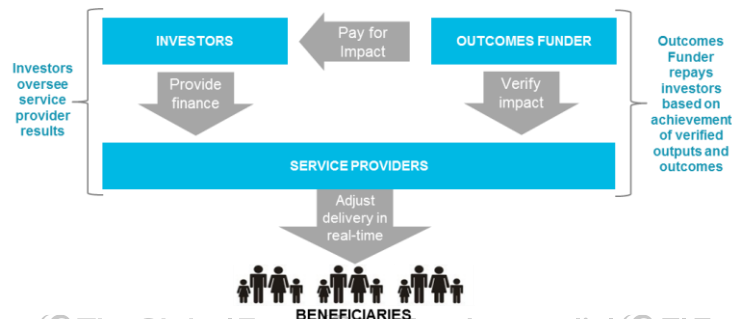 INVESTORS
Pay for
Impact
OUTCOMES FUNDER
Investors
oversee
service
provider
results
Provide
finance
Verify
impact
Outcomes
Funder
repays
investors
based on
achievement
of verified
outputs and
outcomes
SERVICE PROVIDERS
Adjust
delivery in
real-time
BENEFICIARIES